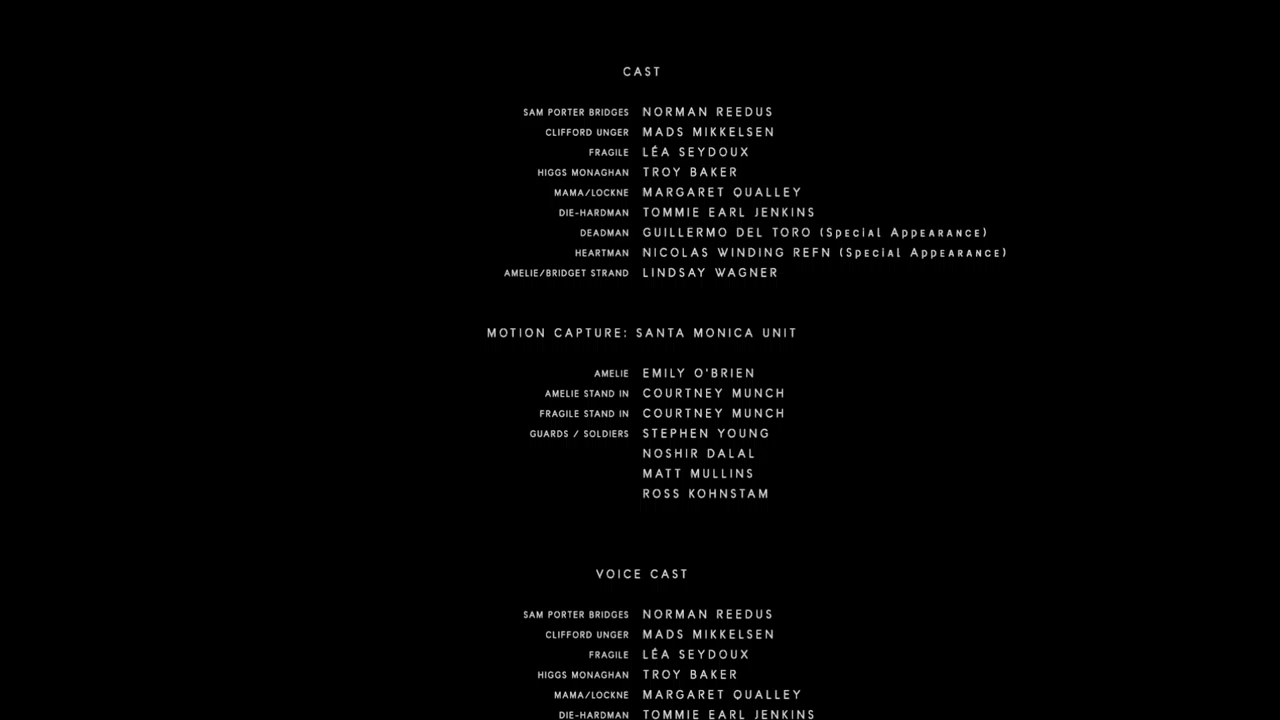 CAST
SAM PORTER BRIDGES NORMAN REEDUS
CLIFFORD UNGER MADS MIKKELSEN
FRAGILE LÉA SEYDOUX
HIGGS MONAGHAN TROY BAKER
MAMA/LOCKNE MARGARET QUALLEY
DIE-HARDMAN TOMMIE EARL JENKINS
DEADMAN GUILLERMO DEL TORO (Special Appearance)
HEARTMAN NICOLAS WINDING REFN (Special Appearance)
AMELIE/BRIDGET STRAND LINDSAY WAGNER
MOTION CAPTURE: SANTA MONICA UNIT
AMELIE EMILY O'BRIEN
AMELIE STAND IN COURTNEY MUNCH
FRAGILE STAND IN COURTNEY MUNCH
GUARDS / SOLDIERS STEPHEN YOUNG
NOSHIR DALAL
MATT MULLINS
ROSS KOHNSTAM
VOICE CAST
SAM PORTER BRIDGES NORMAN REEDUS
CLIFFORD UNGER MADS MIKKELSEN
FRAGILE LÉA SEYDOUX
HIGGS MONAGHAN TROY BAKER
MAMA/LOCKNE MARGARET QUALLEY
DIE-HARDMAN TOMMIE EARL JENKINS